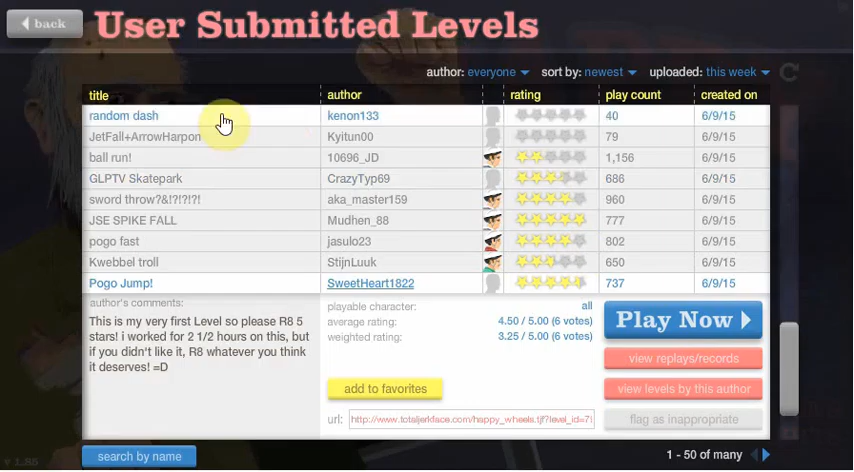 back
User Submitted Levels
author: everyone sort by: newest uploaded: this week
title author rating play count created on
random dash kenon133 40 6/9/15
JetFall+ArrowHarpon Kyitun00 79 6/9/15
ball run! 10696_JD 1,156 6/9/15
GLPTV Skatepark CrazyTyp69 686 6/9/15
sword throw?&!?!?!?! aka_master159 960 6/9/15
JSE SPIKE FALL Mudhen_88 777 6/9/15
pogo fast jasulo23 802 6/9/15
Kwebbel troll StijnLuuk 650 6/9/15
Pogo Jump! SweetHeart1822 737 6/9/15
author's comments:
This is my very first Level so please R8 5
stars! i worked for 2 1/2 hours on this, but
if you didn't like it, R8 whatever you think
it deserves! =D
playable character: all
average rating: 4.50 / 5.00 (6 votes)
weighted rating: 3.25 / 5.00 (6 votes)
add to favorites
url: http://www.totaljerkface.com/happy_wheels.tjf?level_id=7
Play Now
view replays/records
view levels by this author
flag as inappropriate
search by name
1 - 50 of many
v 1.85